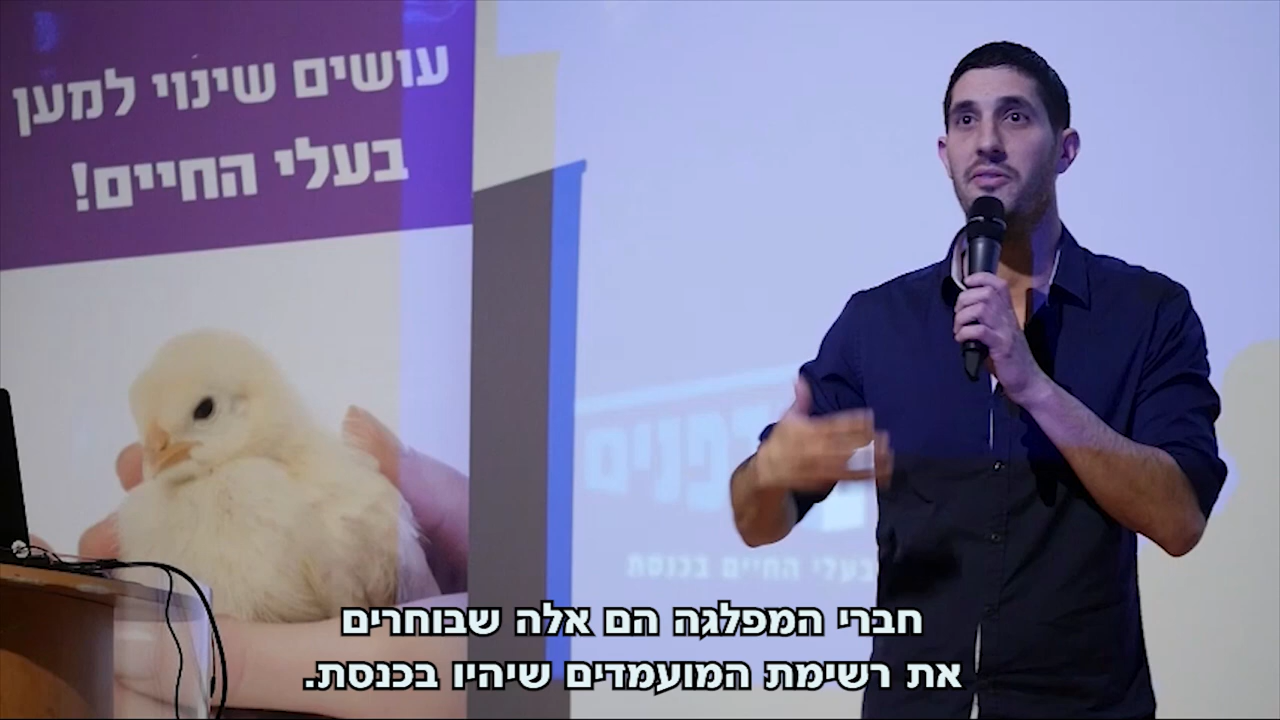 עושים שינוי למען
בעלי החיים!
בעלי החיים בכנסת
חברי המפלגה הם אלה שבוחרים
את רשימת המועמדים שיהיו בכנסת.